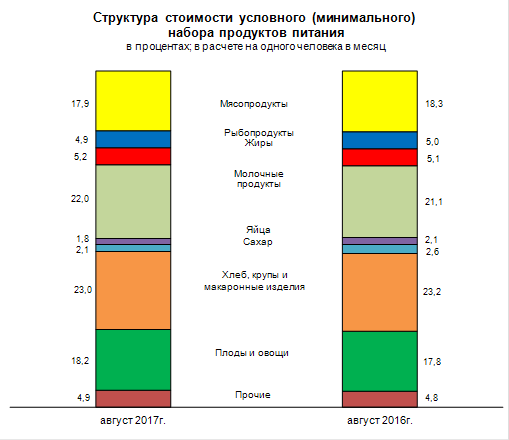 Структура стоимости условного (минимального)
набора продуктов питания
в процентах; в расчете на одного человека в месяц
17,9 Мясопродукты 18,3
4,9 Рыбопродукты 5,0
5,2 Жиры 5,1
22,0 Молочные 21,1
продукты
1,8 Яйца 2,1
2,1 Сахар 2,6
23,0 Хлеб, крупы и 23,2
макаронные изделия
18,2 Плоды и овощи 17,8
4,9 Прочие 4,8
август 2017г. август 2016г.